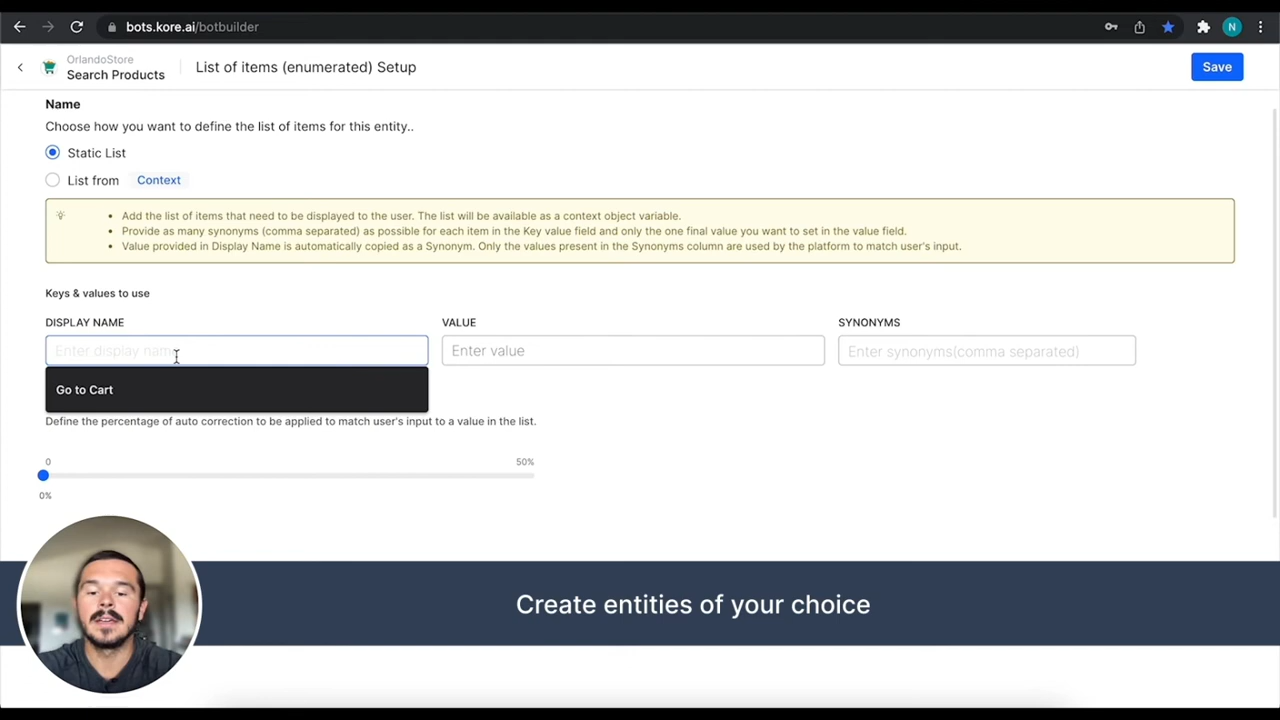 bots.kore.ai/botbuilder
N
OrlandoStore
Search Products
List of items (enumerated) Setup
Save
Name
Choose how you want to define the list of items for this entity..
Static List
List from Context
Add the list of items that need to be displayed to the user. The list will be available as a context object variable.
Provide as many synonyms (comma separated) as possible for each item in the Key value field and only the one final value you want to set in the value field.
Value provided in Display Name is automatically copied as a Synonym. Only the values present in the Synonyms column are used by the platform to match user's input.
Keys & values to use
DISPLAY NAME VALUE SYNONYMS
Enter display name Enter value Enter synonyms(comma separated)
Go to Cart
Define the percentage of auto correction to be applied to match user's input to a value in the list.
0 50%
0%
Create entities of your choice